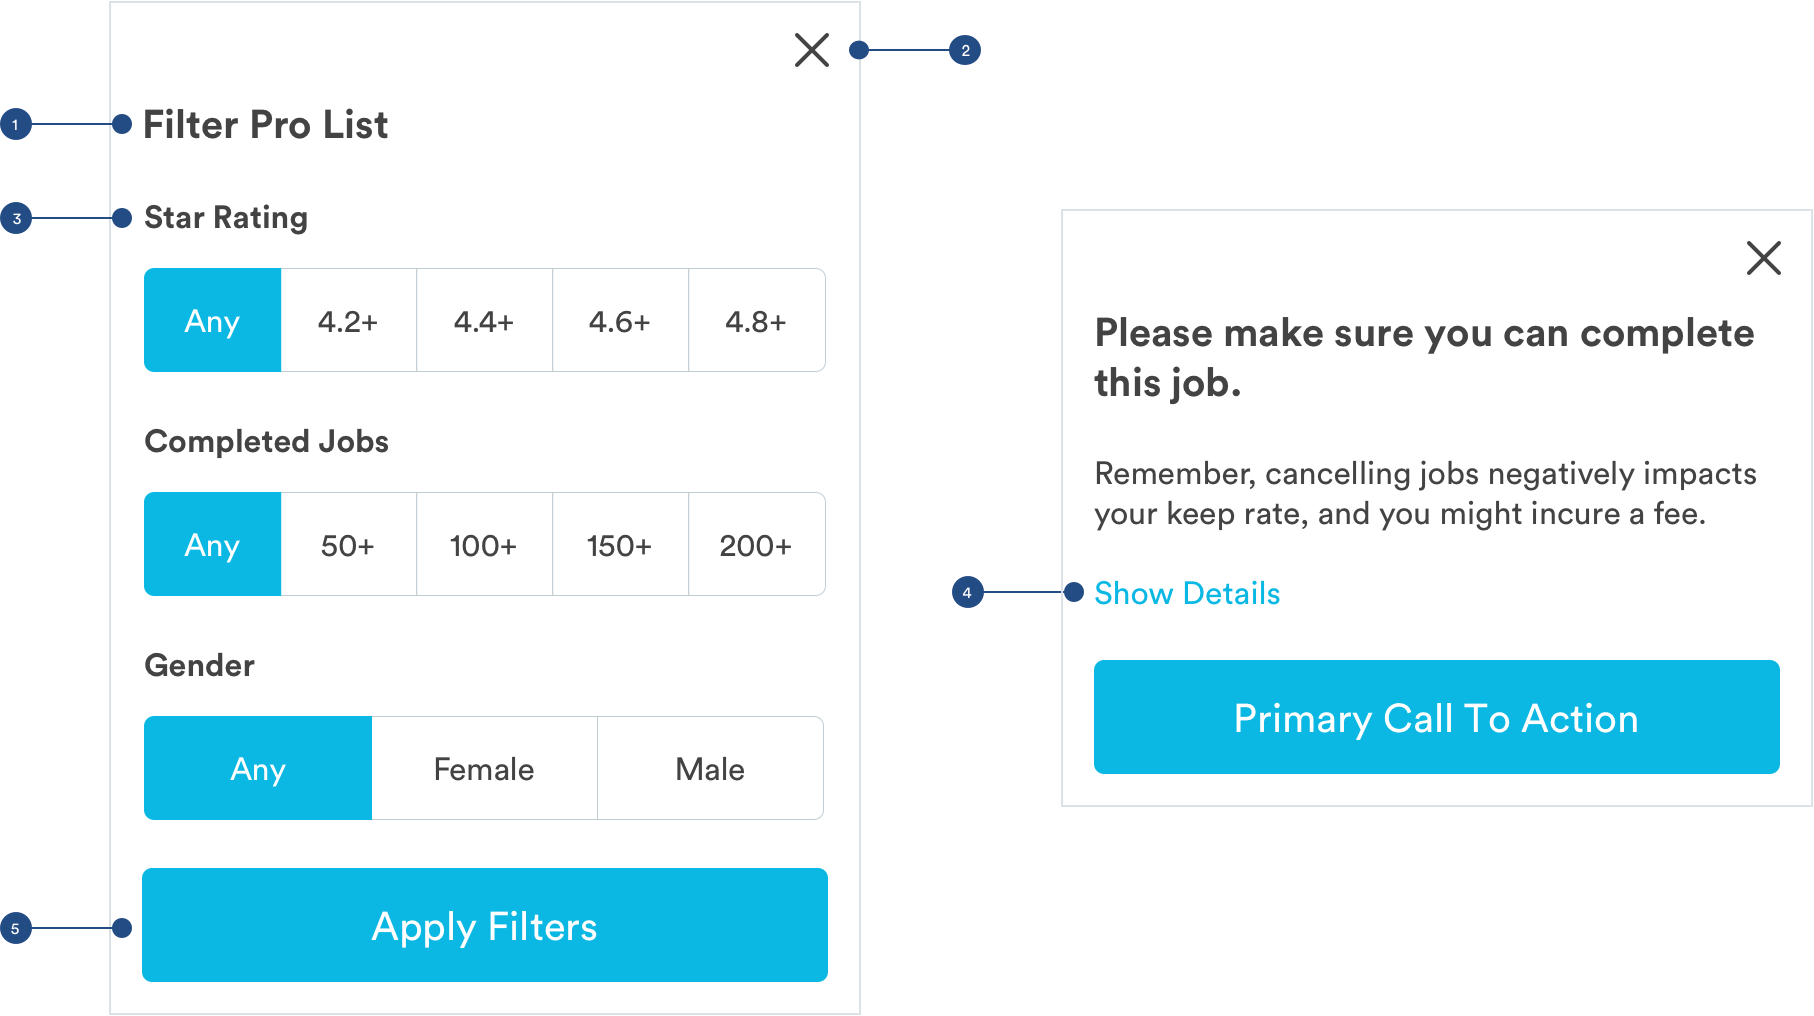 2
1
Filter Pro List
3
Star Rating
Any 4.2+ 4.4+ 4.6+ 4.8+
Completed Jobs
Any 50+ 100+ 150+ 200+
Gender
Any Female Male
5
Apply Filters
Please make sure you can complete
this job.
Remember, cancelling jobs negatively impacts
your keep rate, and you might incure a fee.
4
Show Details
Primary Call To Action